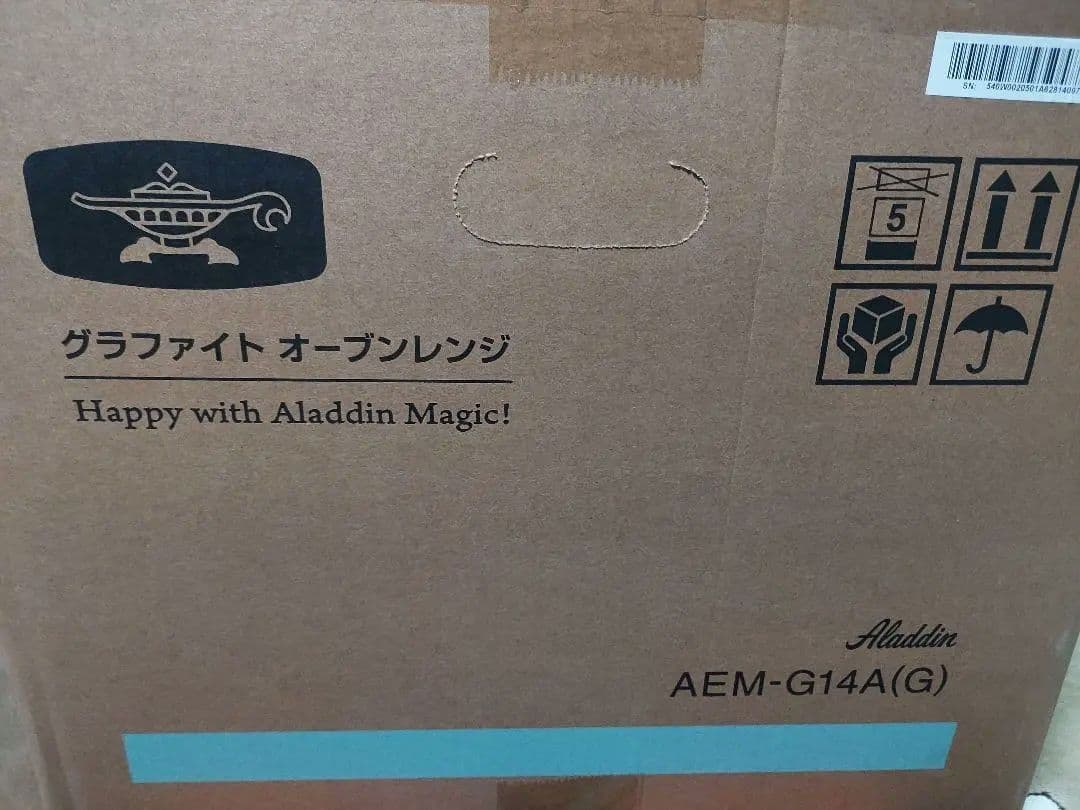 SN:
5
グラファイト オーブンレンジ
Happy with Aladdin Magic!
Aladdin
AEM-G14A(G)